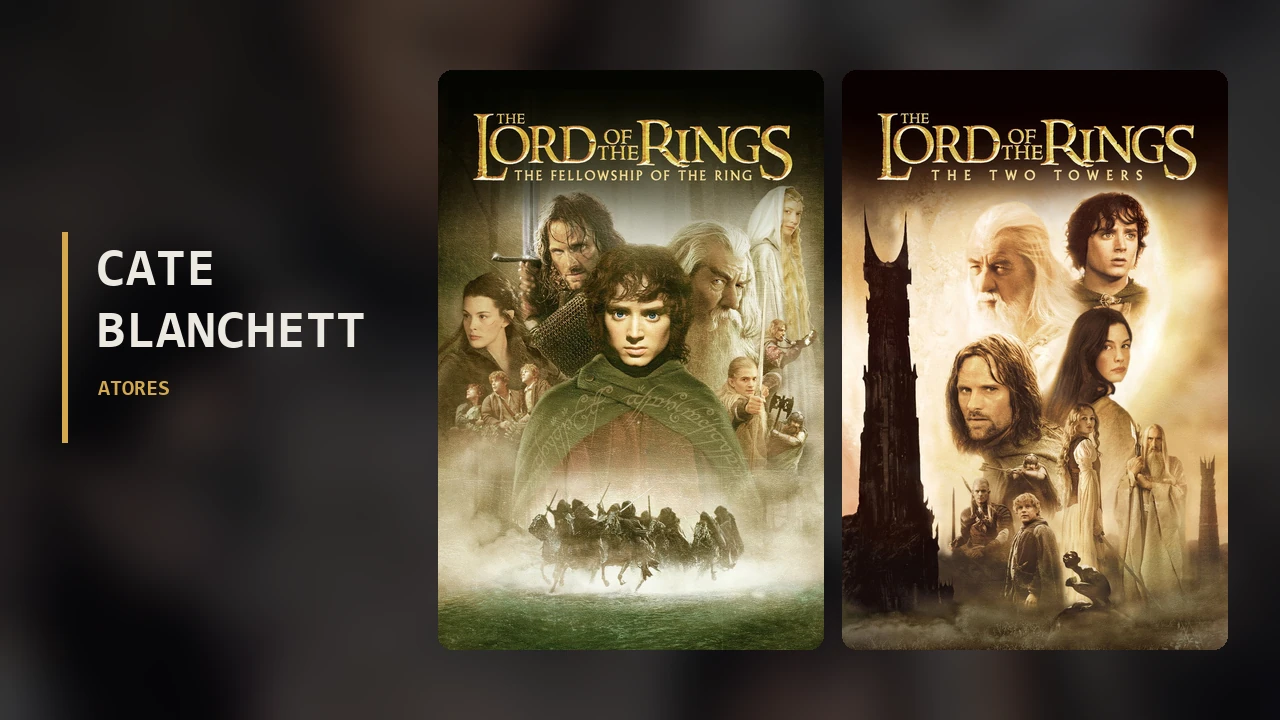 CATE
BLANCHETT
ATORES
THE
LORD OF THE RINGS
THE FELLOWSHIP OF THE RING
THE
LORD OF THE RINGS
THE TWO TOWERS